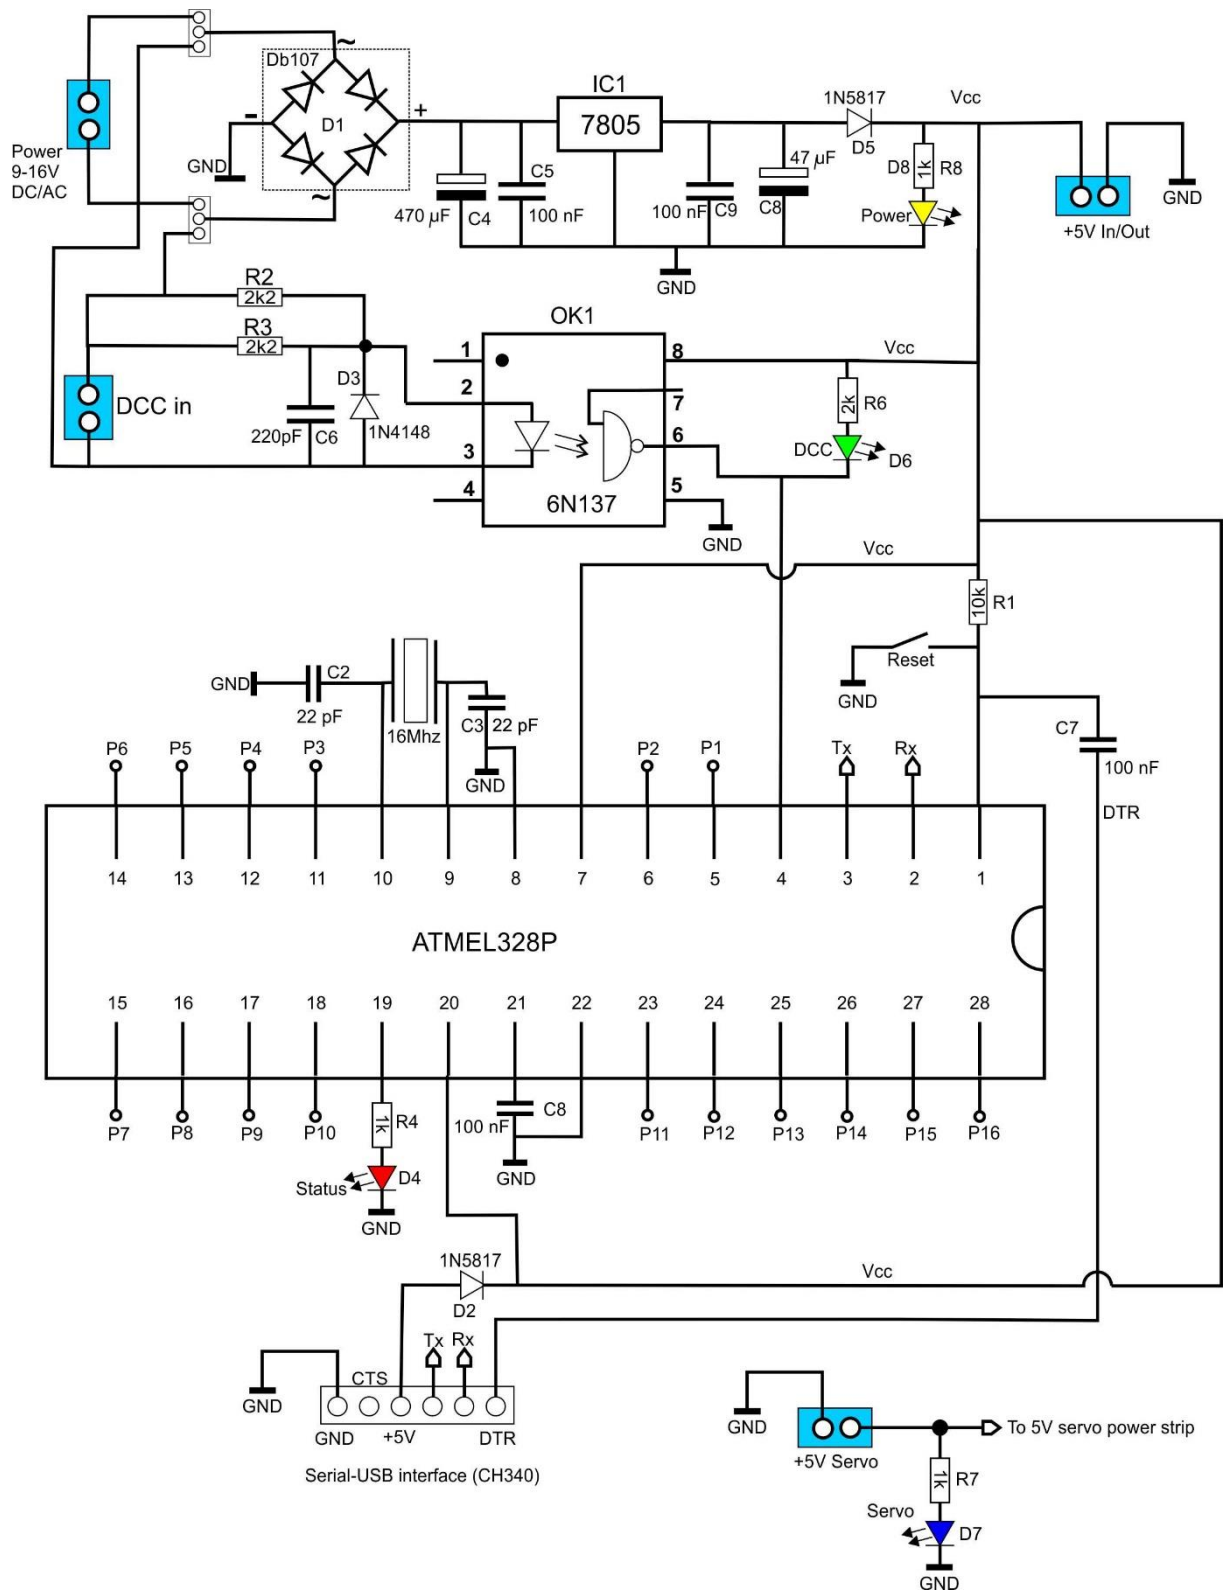 ~
Db107
D1
-
+
~
GND
Power
9-16V
DC/AC
IC1
7805
1N5817
D5
Vcc
470 µF
C4
C5
100 nF
100 nF
C9
47 µF
C8
D8
1k
R8
Power
GND
+5V In/Out
GND
R2
2k2
R3
2k2
DCC in
220pF
C6
D3
1N4148
OK1
1
2
3
4
8
7
6
5
6N137
GND
Vcc
2k
R6
DCC
D6
Vcc
10k
R1
Reset
GND
C7
100 nF
DTR
GND
C2
22 pF
16Mhz
C3
22 pF
GND
P6
P5
P4
P3
P2
P1
Tx
Rx
14
13
12
11
10
9
8
7
6
5
4
3
2
1
ATMEL328P
15
16
17
18
19
20
21
22
23
24
25
26
27
28
P7
P8
P9
P10
P11
P12
P13
P14
P15
P16
1k
R4
Status
D4
GND
100 nF
C8
GND
1N5817
D2
Vcc
Tx
Rx
GND
CTS
GND
+5V
DTR
Serial-USB interface (CH340)
GND
+5V Servo
To 5V servo power strip
1k
R7
Servo
D7
GND